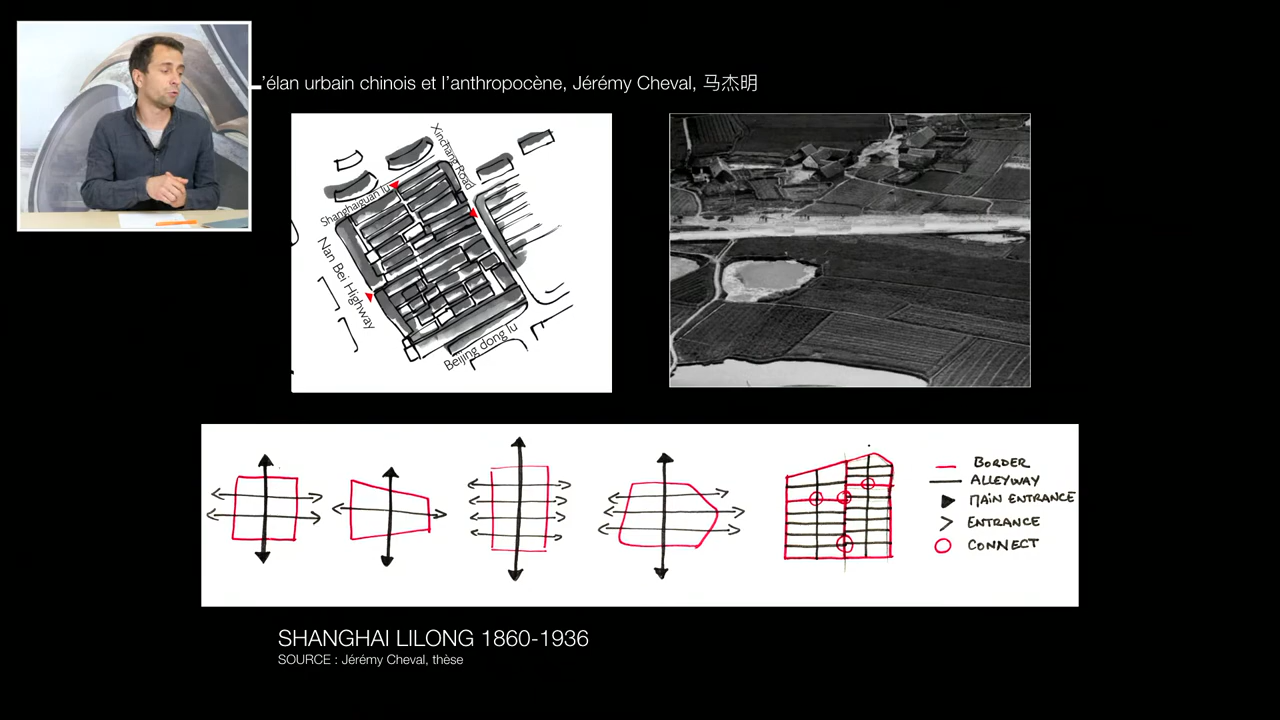 L'élan urbain chinois et l'anthropocène, Jérémy Cheval, 马杰明
Xinchang Road
Shanghaiguan lu
Nan Bei Highway
Beijing dong lu
BORDER
ALLEYWAY
MAIN ENTRANCE
ENTRANCE
CONNECT
SHANGHAI LILONG 1860-1936
SOURCE : Jérémy Cheval, thèse